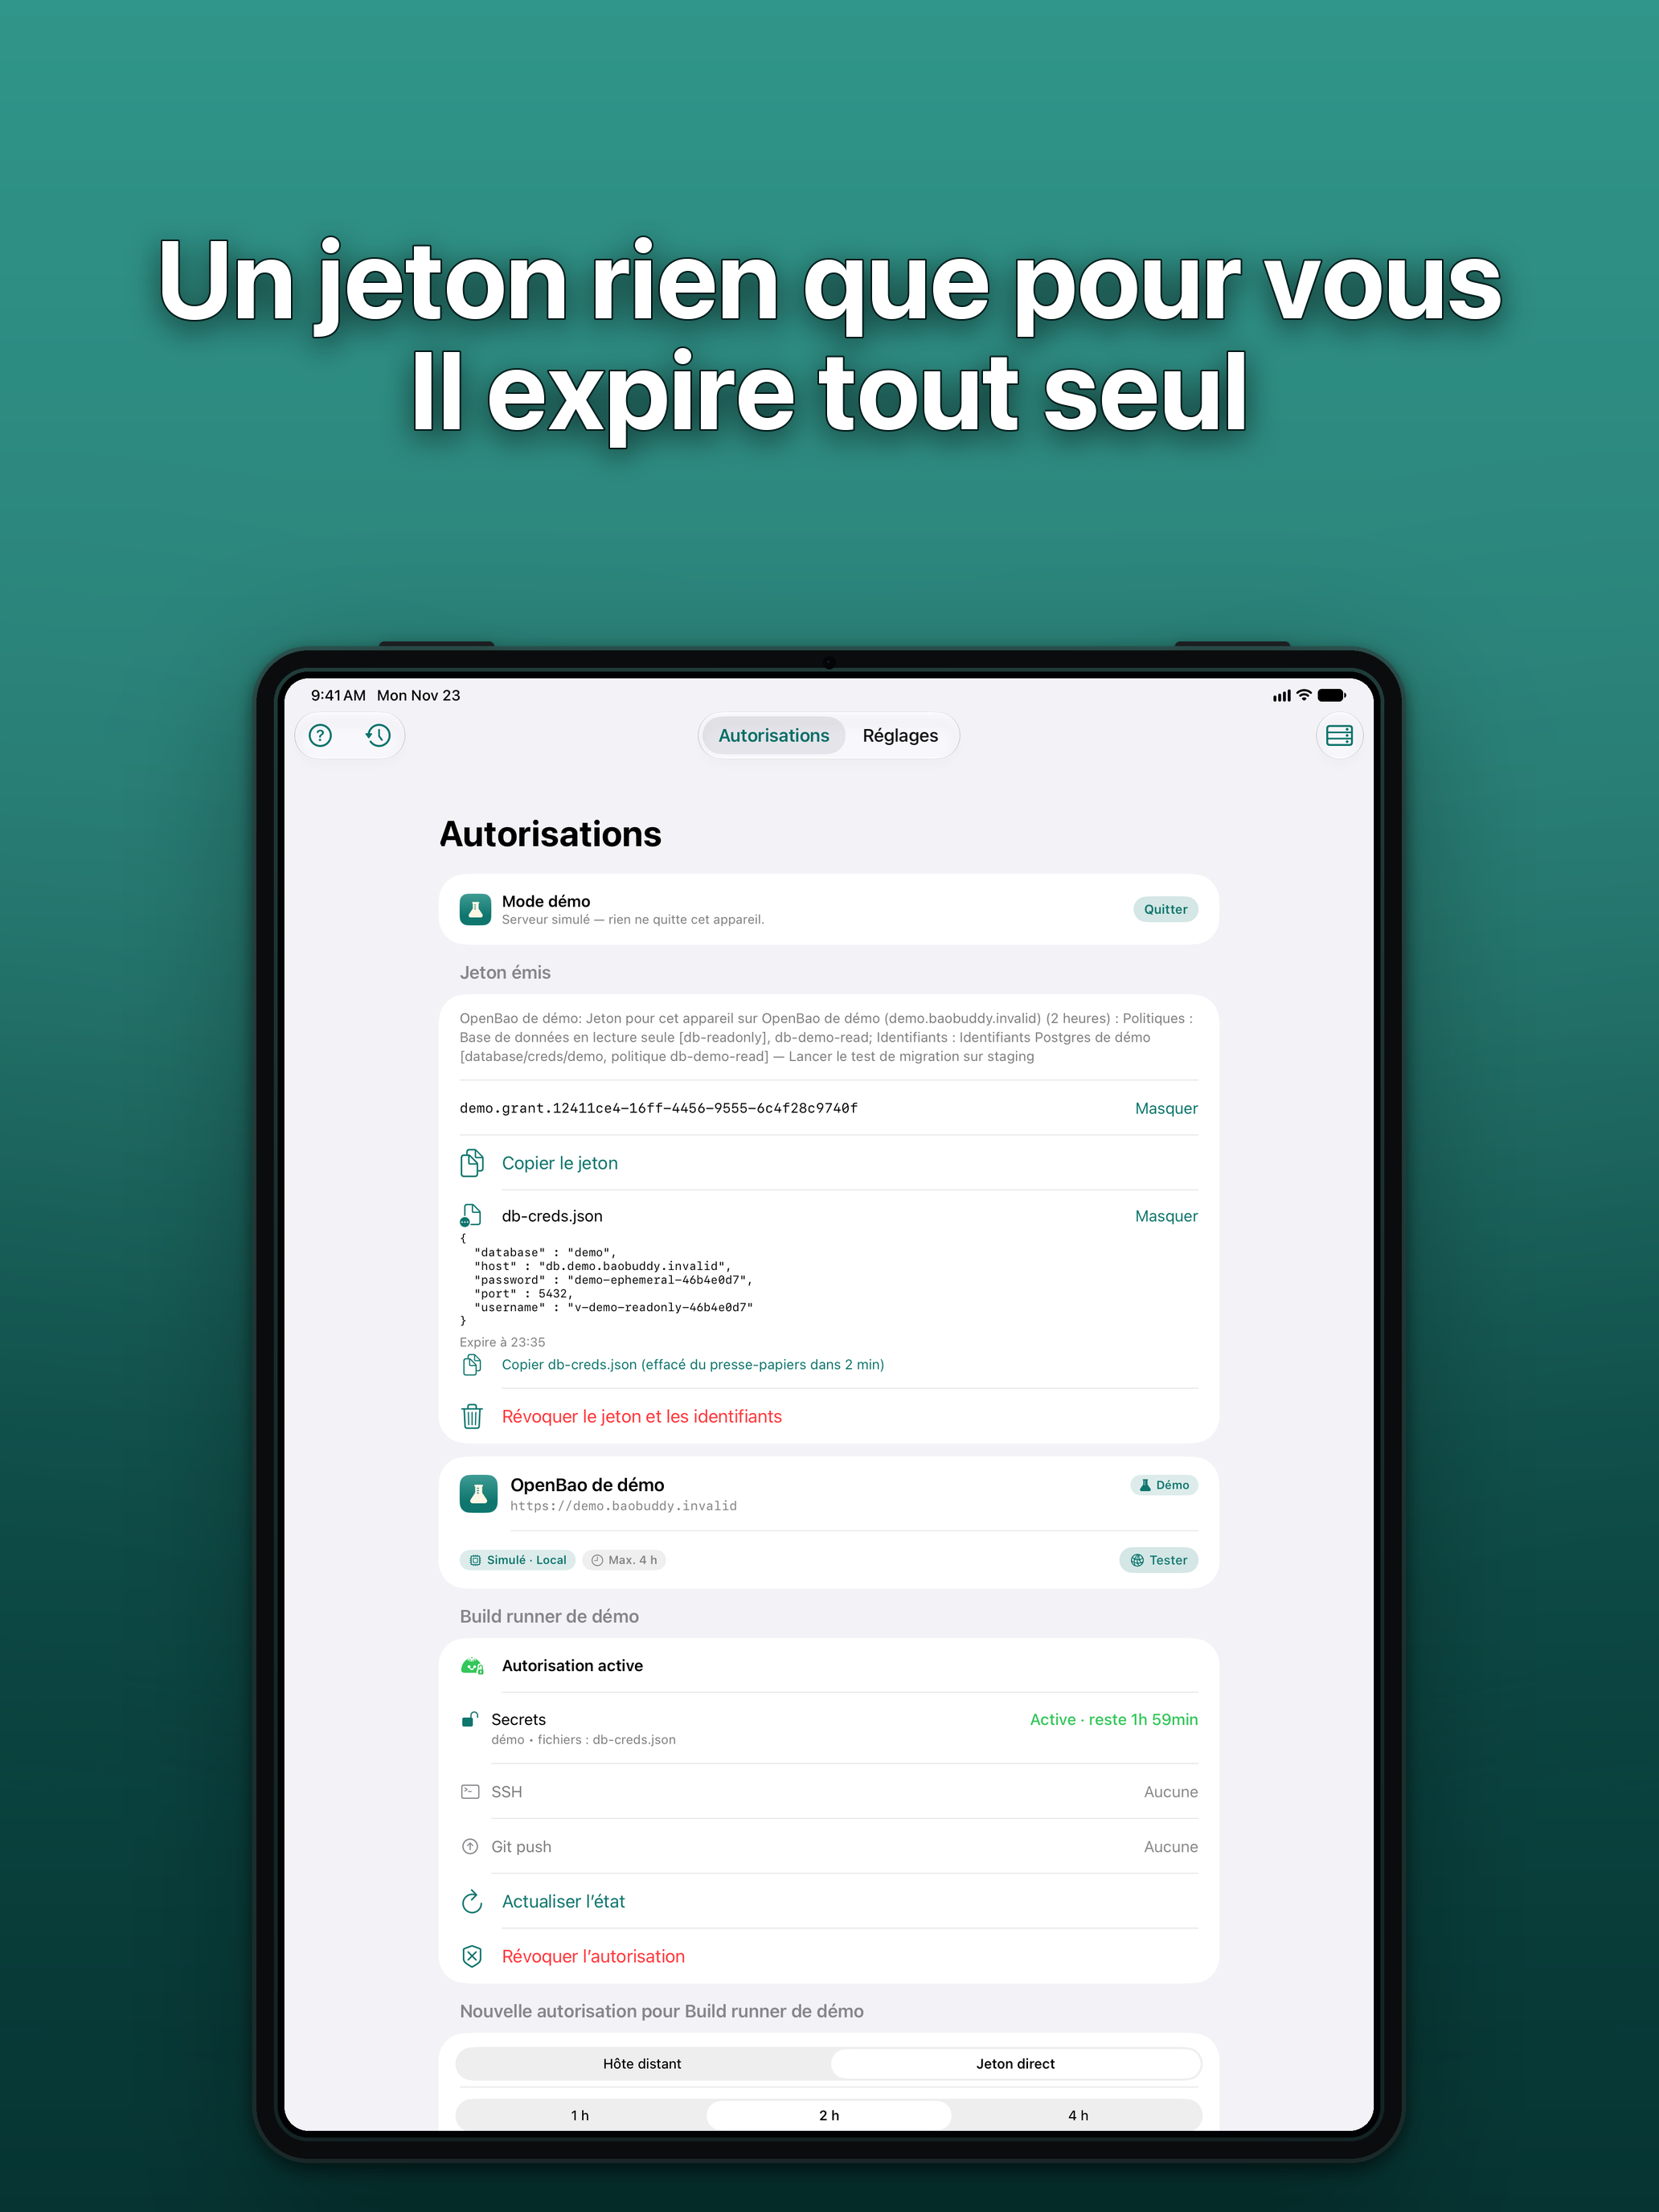 Un jeton rien que pour vous
Il expire tout seul
9:41 AM Mon Nov 23
Autorisations Réglages
Autorisations
Mode démo
Serveur simulé — rien ne quitte cet appareil.
Quitter
Jeton émis
OpenBao de démo: Jeton pour cet appareil sur OpenBao de démo (demo.baobuddy.invalid) (2 heures) : Politiques :
Base de données en lecture seule [db-readonly], db-demo-read; Identifiants : Identifiants Postgres de démo
[database/creds/demo, politique db-demo-read] — Lancer le test de migration sur staging
demo.grant.12411ce4-16ff-4456-9555-6c4f28c9740f Masquer
Copier le jeton
db-creds.json Masquer
{
"database" : "demo",
"host" : "db.demo.baobuddy.invalid",
"password" : "demo-ephemeral-46b4e0d7",
"port" : 5432,
"username" : "v-demo-readonly-46b4e0d7"
}
Expire à 23:35
Copier db-creds.json (effacé du presse-papiers dans 2 min)
Révoquer le jeton et les identifiants
OpenBao de démo Démo
https://demo.baobuddy.invalid
Simulé · Local Max. 4 h Tester
Build runner de démo
Autorisation active
Secrets Active · reste 1h 59min
démo • fichiers : db-creds.json
SSH Aucune
Git push Aucune
Actualiser l’état
Révoquer l’autorisation
Nouvelle autorisation pour Build runner de démo
Hôte distant Jeton direct
1 h 2 h 4 h